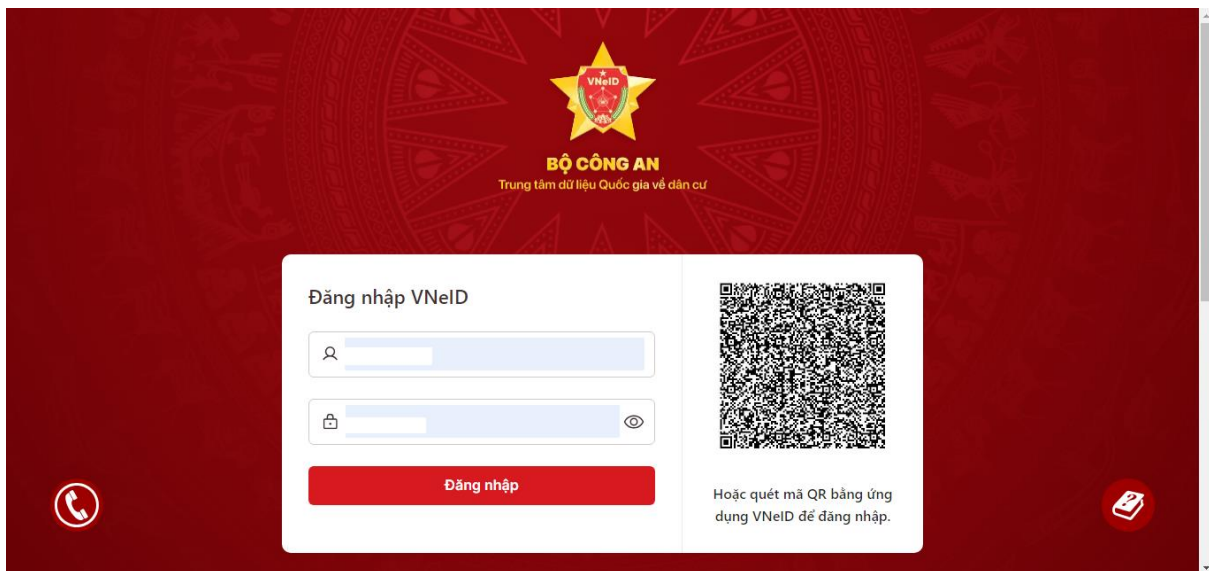 VNeID
BỘ CÔNG AN
Trung tâm dữ liệu Quốc gia về dân cư
Đăng nhập VNeID
Đăng nhập
Hoặc quét mã QR bằng ứng
dụng VNeID để đăng nhập.